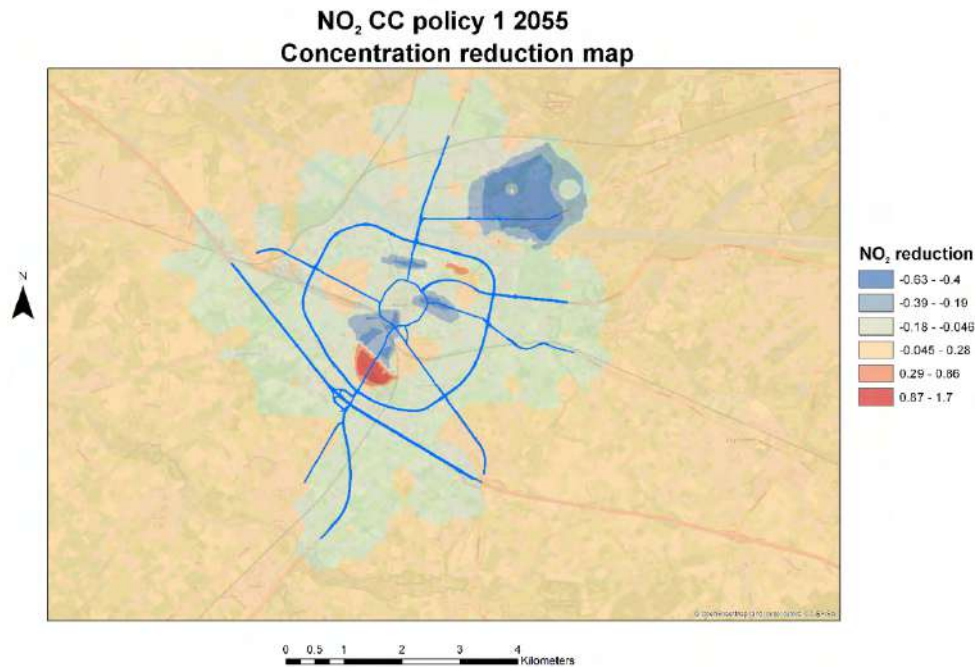 NO₂ CC policy 1 2055
Concentration reduction map
N
NO₂ reduction
-0.63 - -0.4
-0.39 - -0.19
-0.18 - -0.046
-0.045 - 0.28
0.29 - 0.86
0.87 - 1.7
0 0.5 1 2 3 4
Kilometers